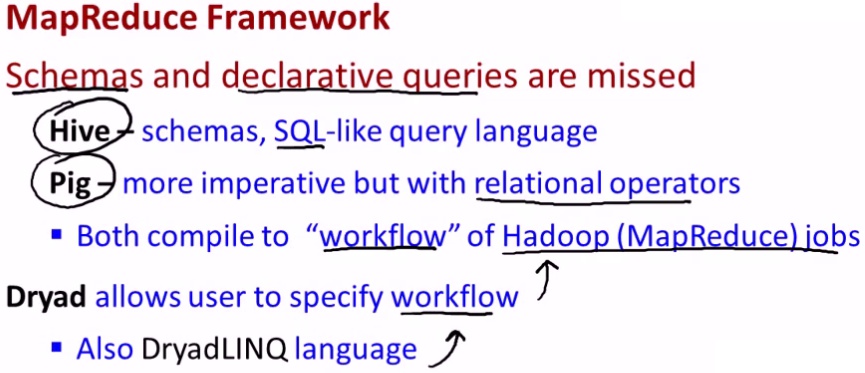 MapReduce Framework
Schemas and declarative queries are missed
Hive – schemas, SQL-like query language
Pig – more imperative but with relational operators
▪ Both compile to “workflow” of Hadoop (MapReduce) jobs
Dryad allows user to specify workflow
▪ Also DryadLINQ language